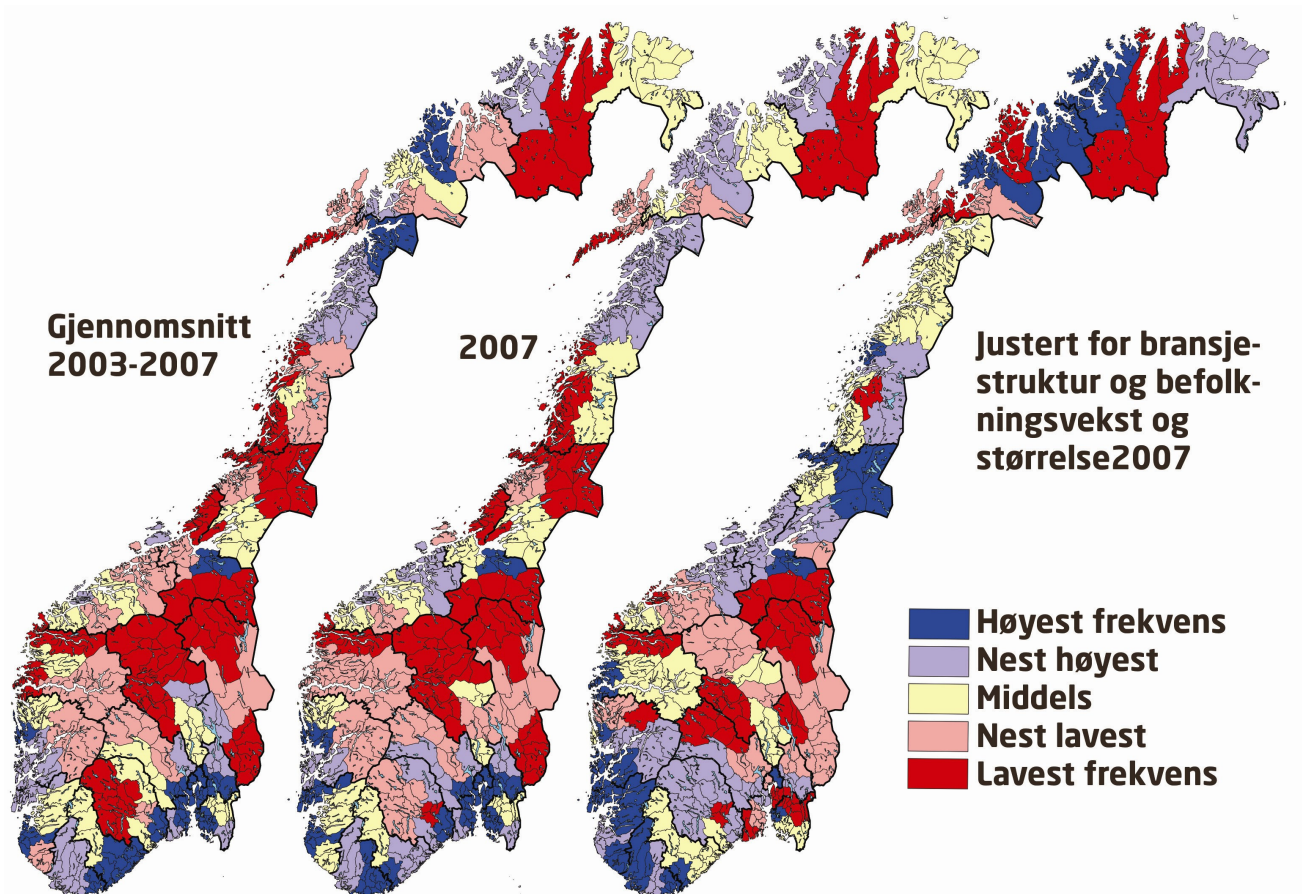 Gjennomsnitt
2003-2007
2007
Justert for bransje-
struktur og befolk-
ningsvekst og
størrelse2007
Høyest frekvens
Nest høyest
Middels
Nest lavest
Lavest frekvens